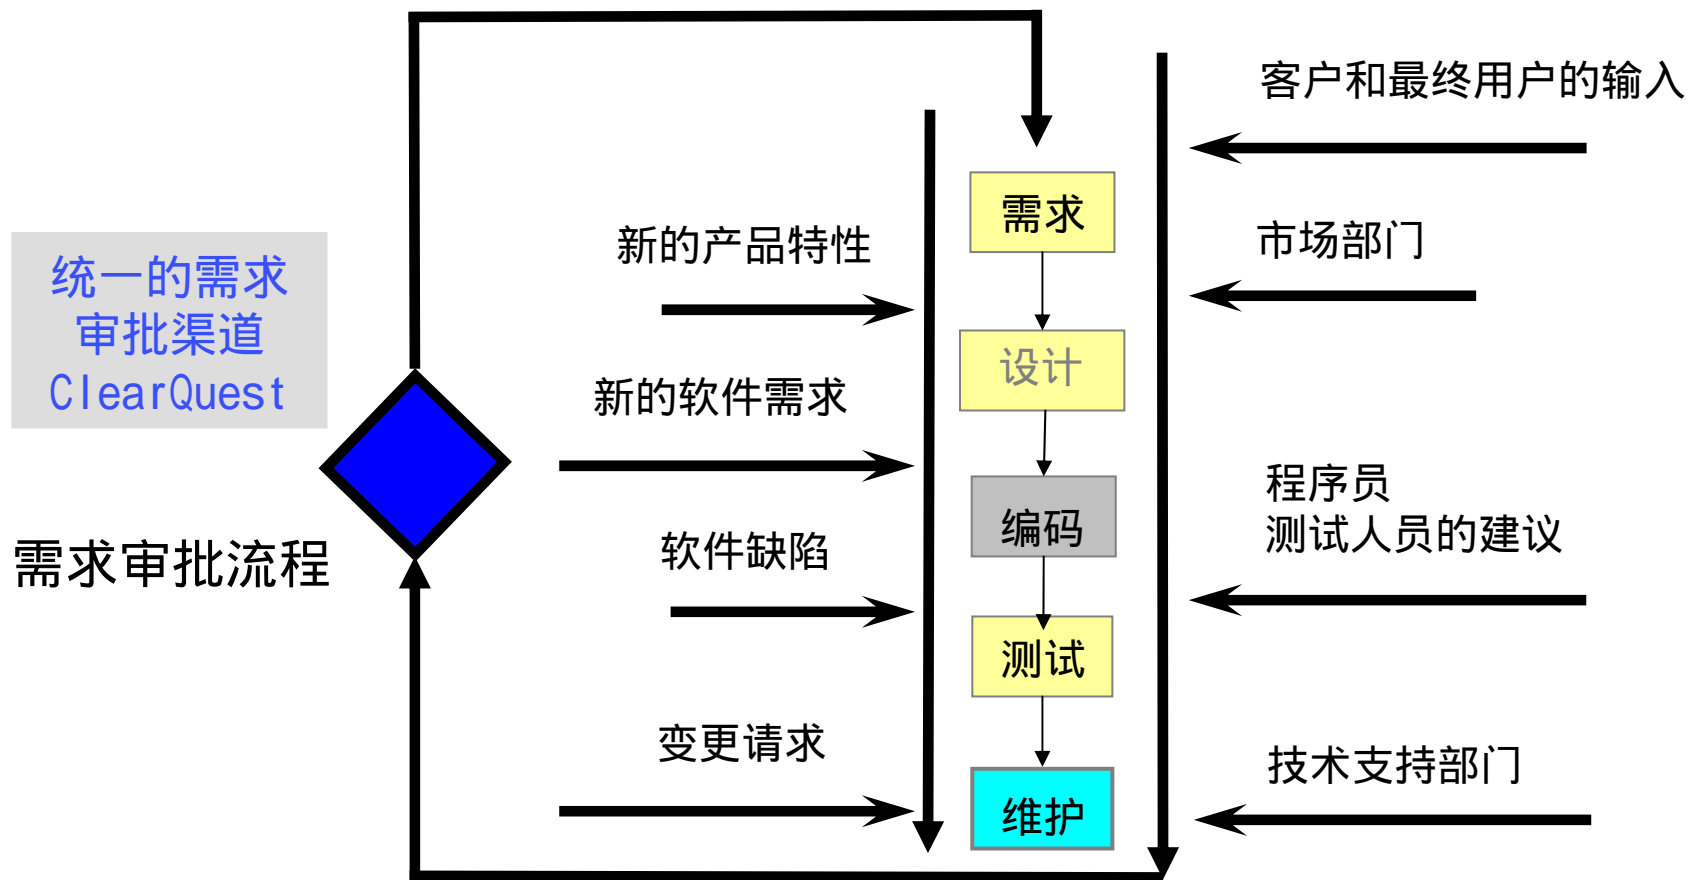 统一的需求
审批渠道
ClearQuest
需求审批流程
新的产品特性
新的软件需求
软件缺陷
变更请求
需求
设计
编码
测试
维护
客户和最终用户的输入
市场部门
程序员
测试人员的建议
技术支持部门